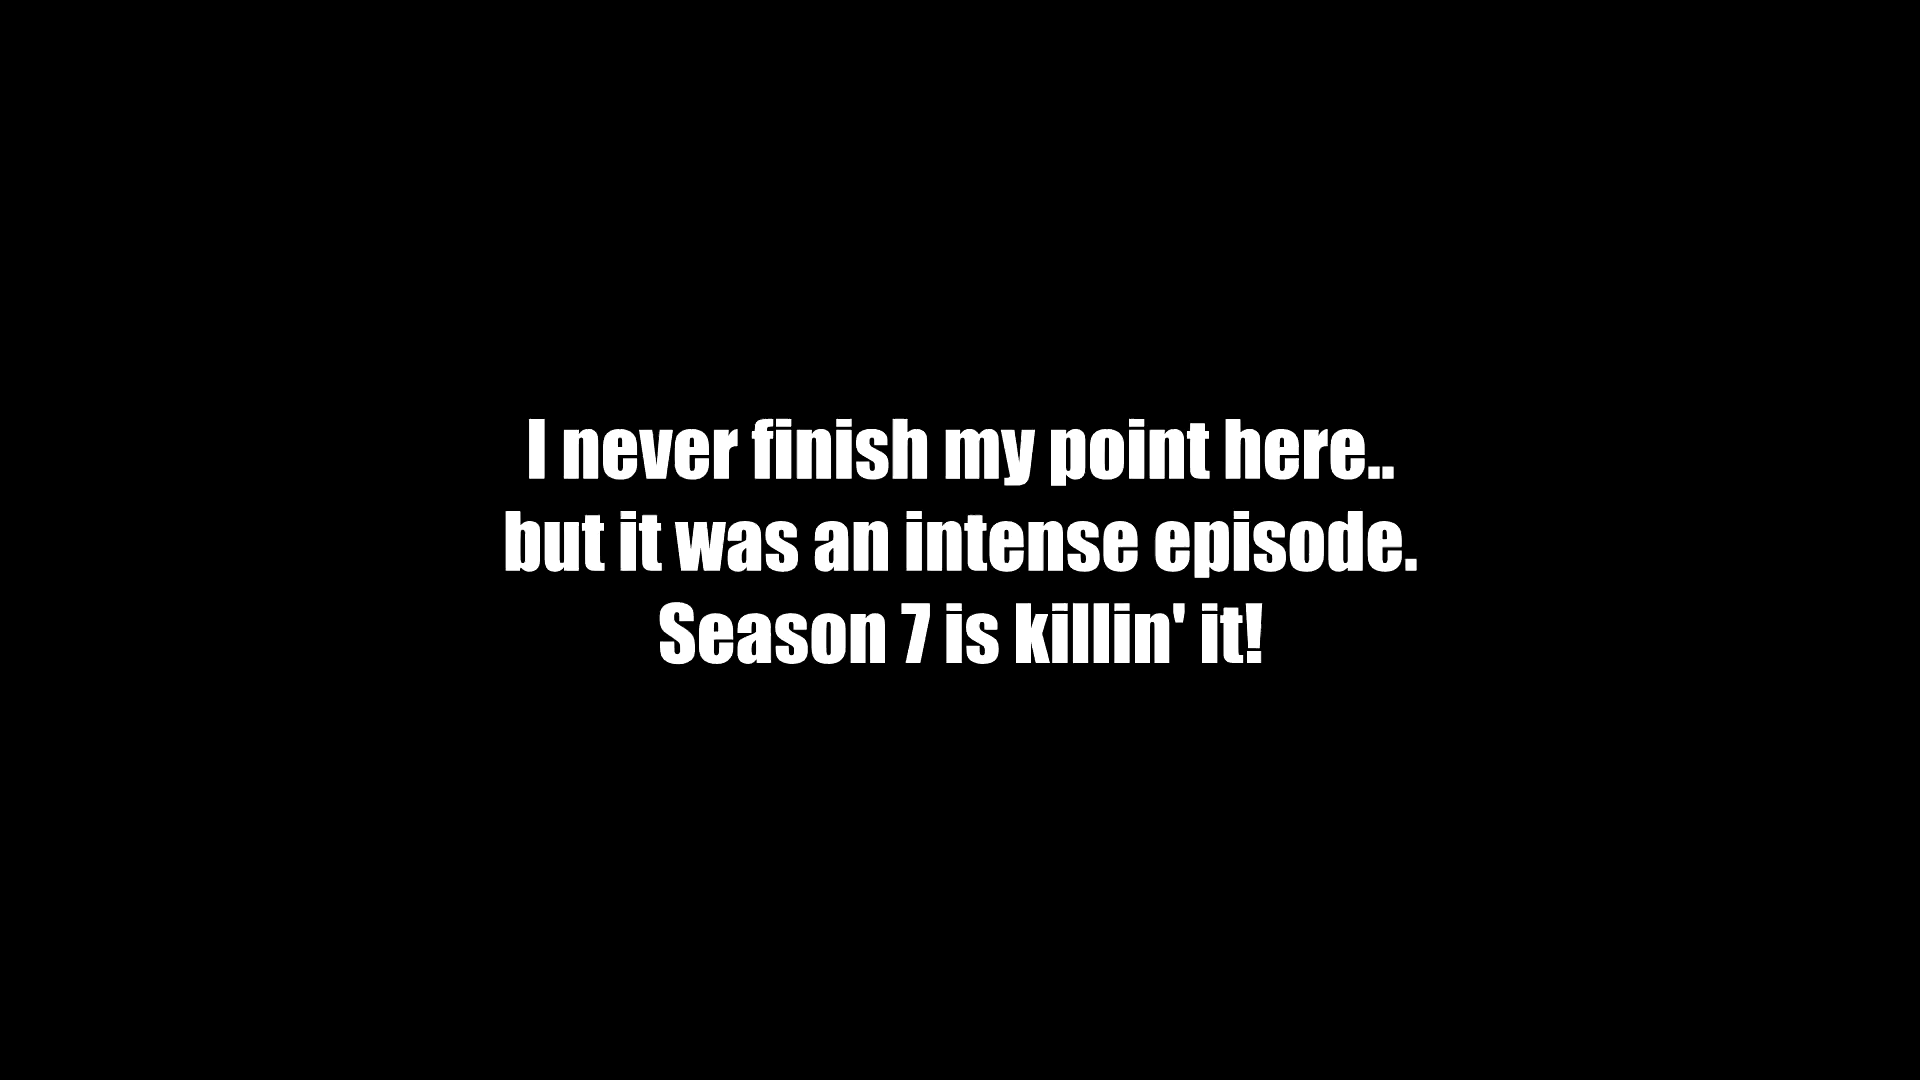 I never finish my point here..
but it was an intense episode.
Season 7 is killin' it!